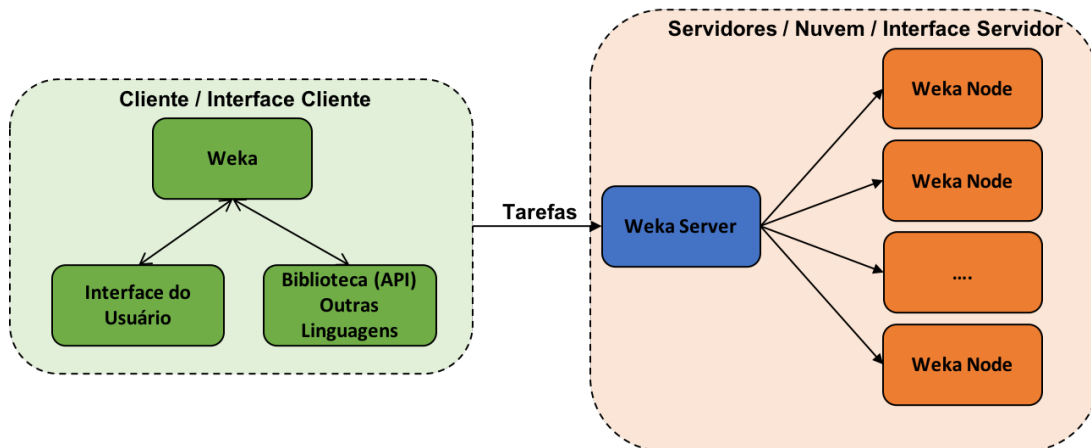 Cliente / Interface Cliente
Weka
Interface do
Usuário
Biblioteca (API)
Outras
Linguagens
Tarefas
Servidores / Nuvem / Interface Servidor
Weka Server
Weka Node
Weka Node
....
Weka Node